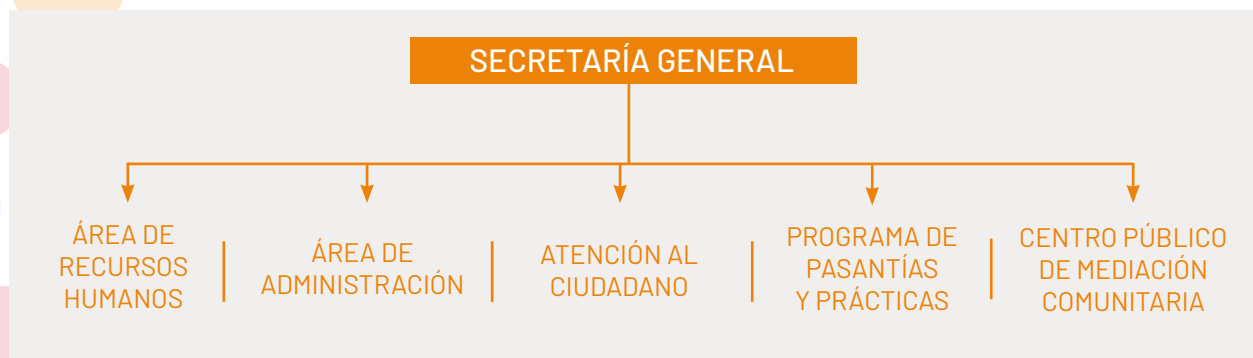 SECRETARÍA GENERAL
ÁREA DE
RECURSOS
HUMANOS
ÁREA DE
ADMINISTRACIÓN
ATENCIÓN AL
CIUDADANO
PROGRAMA DE
PASANTÍAS
Y PRÁCTICAS
CENTRO PÚBLICO
DE MEDIACIÓN
COMUNITARIA